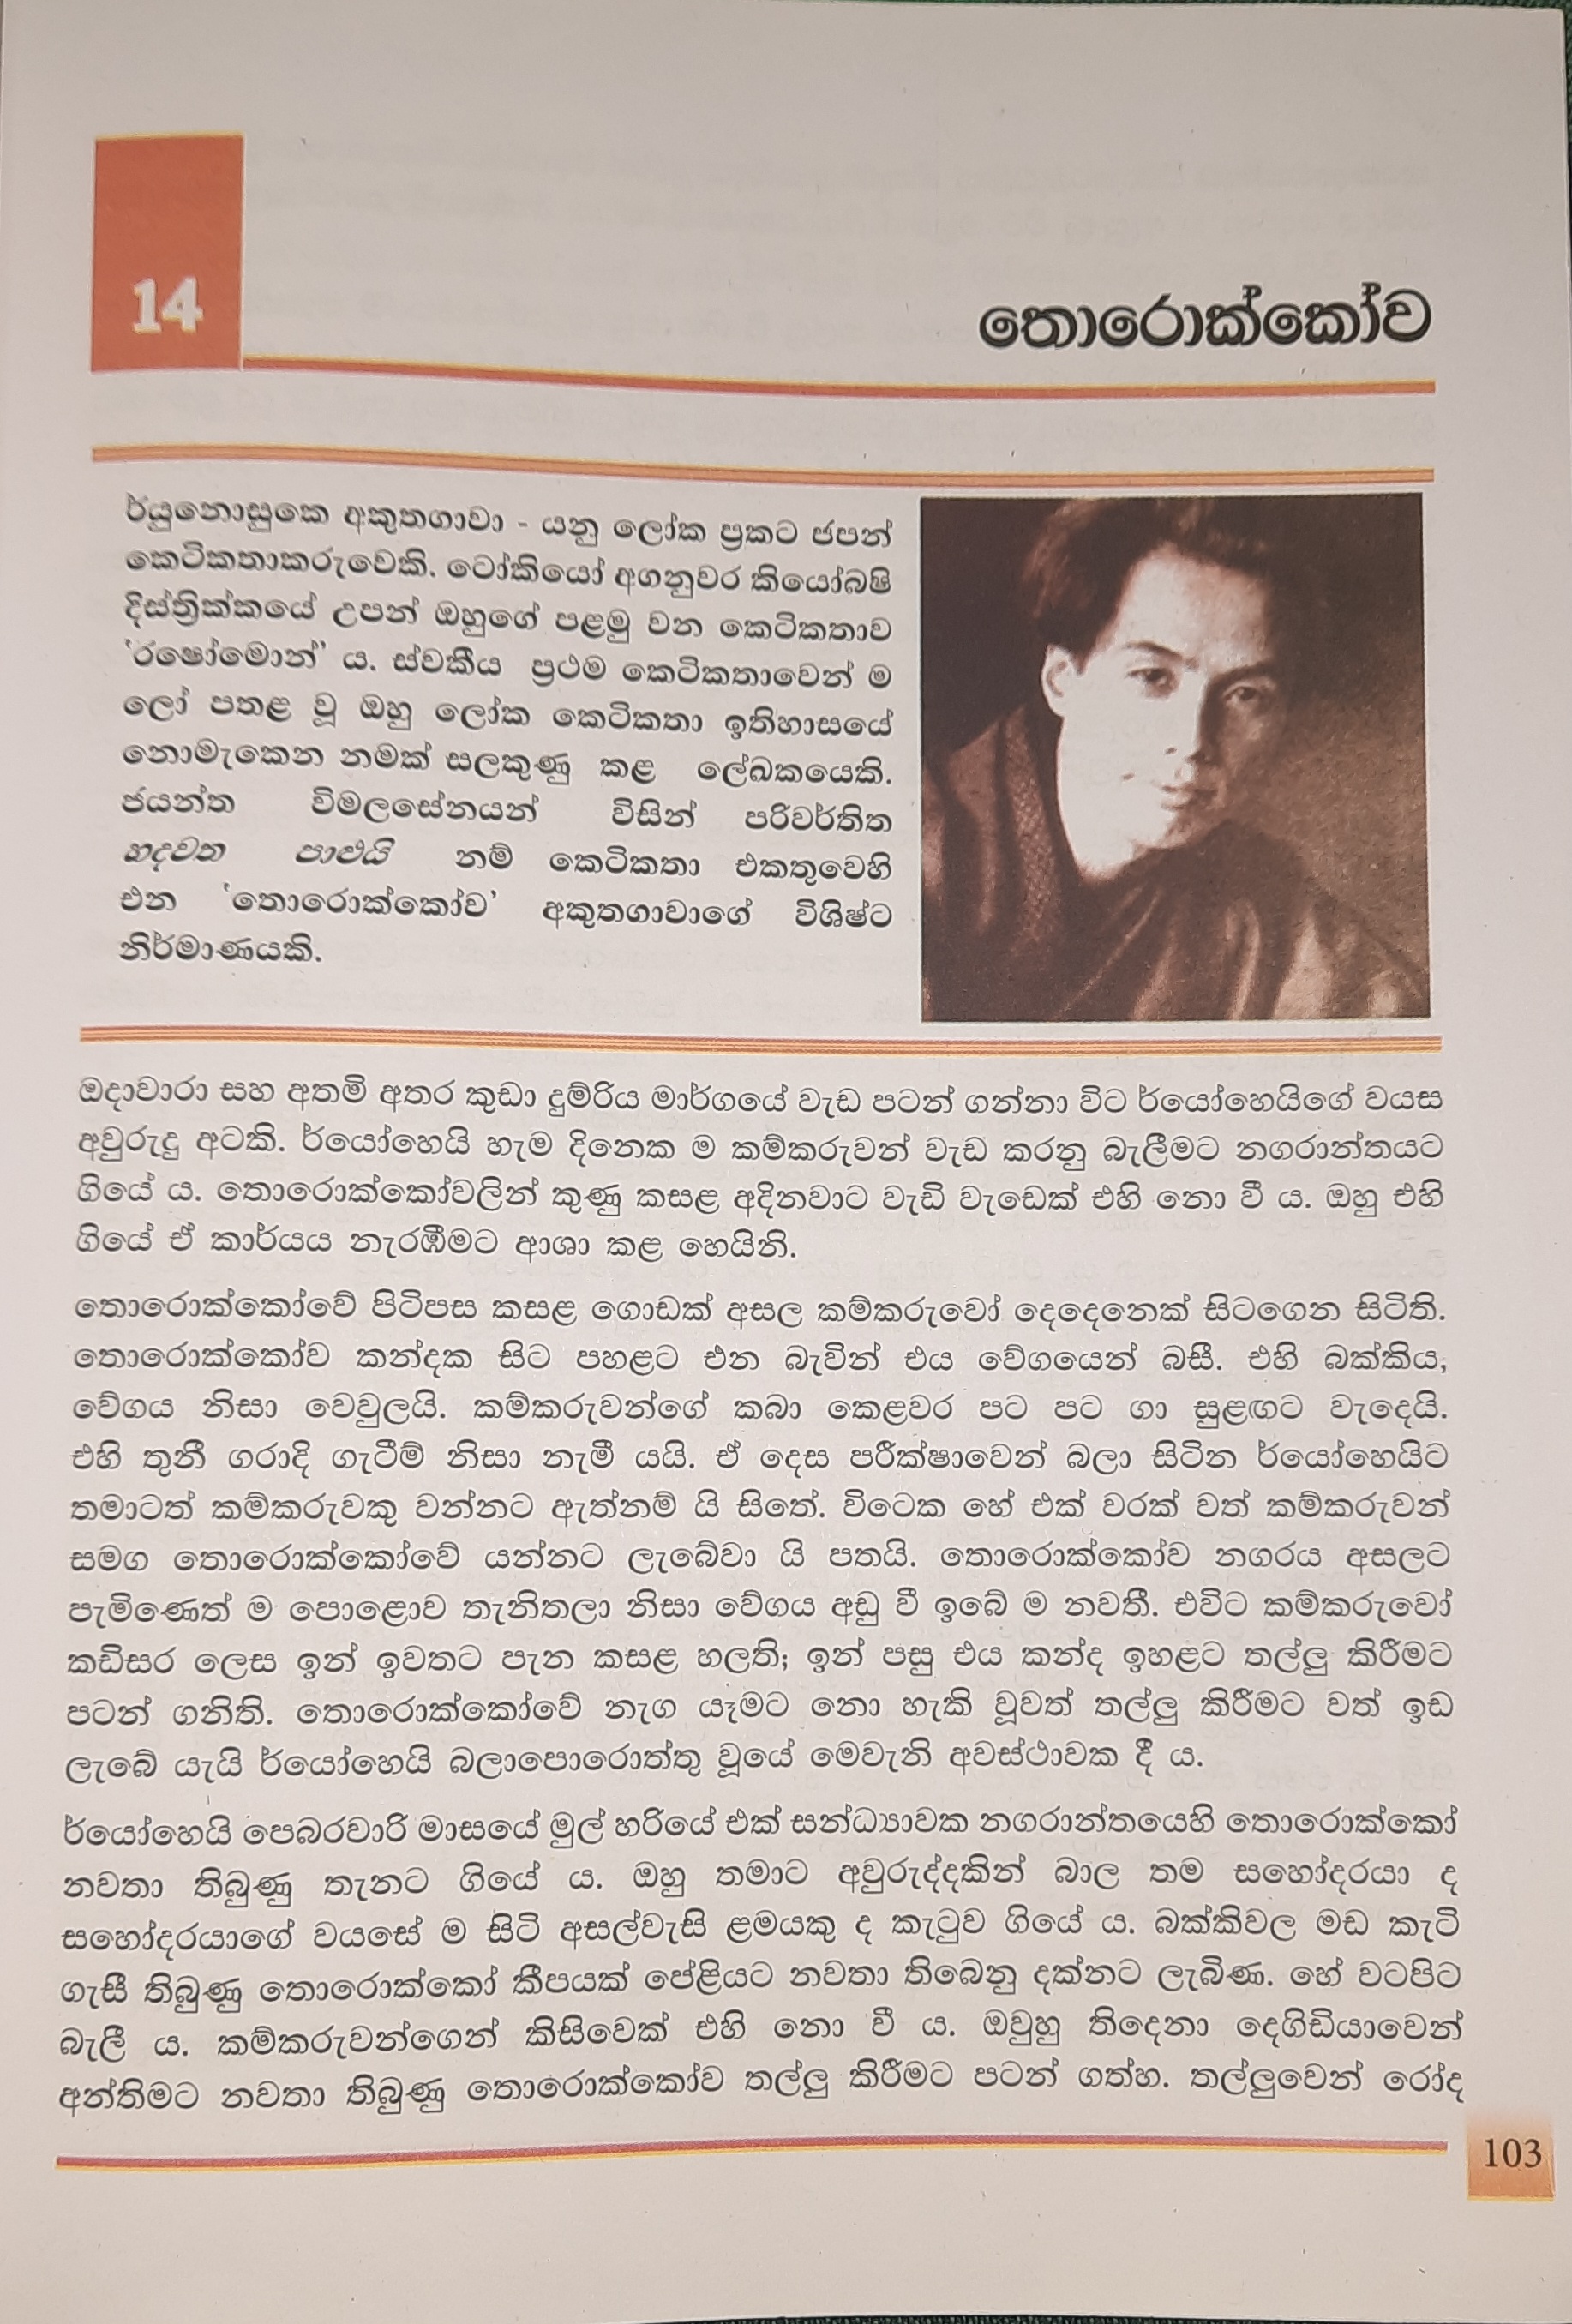 14
තොරොක්කෝව
ර්යුනොසුකෙ අකුතගාවා - යනු ලෝක ප්‍රකට ජපන්
කෙටිකතාකරුවෙකි. ටෝකියෝ අගනුවර කියෝබෂි
දිස්ත්‍රික්කයේ උපන් ඔහුගේ පළමු වන කෙටිකතාව
‘රෂෝමොන්’ ය. ස්වකීය ප්‍රථම කෙටිකතාවෙන් ම
ලෝ පතළ වූ ඔහු ලෝක කෙටිකතා ඉතිහාසයේ
නොමැකෙන නමක් සලකුණු කළ ලේඛකයෙකි.
ජයන්ත විමලසේනයන් විසින් පරිවර්තිත
හදවත පාළුයි නම් කෙටිකතා එකතුවෙහි
එන ‘තොරොක්කෝව’ අකුතගාවාගේ විශිෂ්ට
නිර්මාණයකි.
ඔදාවාරා සහ අතමි අතර කුඩා දුම්රිය මාර්ගයේ වැඩ පටන් ගන්නා විට ර්යෝහෙයිගේ වයස
අවුරුදු අටකි. ර්යෝහෙයි හැම දිනෙක ම කම්කරුවන් වැඩ කරනු බැලීමට නගරාන්තයට
ගියේ ය. තොරොක්කෝවලින් කුණු කසළ අදිනවාට වැඩි වැඩෙක් එහි නො වී ය. ඔහු එහි
ගියේ ඒ කාර්යය නැරඹීමට ආශා කළ හෙයිනි.
තොරොක්කෝවේ පිටිපස කසළ ගොඩක් අසල කම්කරුවෝ දෙදෙනෙක් සිටගෙන සිටිති.
තොරොක්කෝව කන්දක සිට පහළට එන බැවින් එය වේගයෙන් බසී. එහි බක්කිය,
වේගය නිසා වෙවුලයි. කම්කරුවන්ගේ කබා කෙළවර පට පට ගා සුළඟට වැදෙයි.
එහි තුනී ගරාදි ගැටීම් නිසා නැමී යයි. ඒ දෙස පරීක්ෂාවෙන් බලා සිටින ර්යෝහෙයිට
තමාටත් කම්කරුවකු වන්නට ඇත්නම් යි සිතේ. විටෙක හේ එක් වරක් වත් කම්කරුවන්
සමග තොරොක්කෝවේ යන්නට ලැබේවා යි පතයි. තොරොක්කෝව නගරය අසලට
පැමිණෙත් ම පොළොව තැනිතලා නිසා වේගය අඩු වී ඉබේ ම නවතී. එවිට කම්කරුවෝ
කඩිසර ලෙස ඉන් ඉවතට පැන කසළ හලති; ඉන් පසු එය කන්ද ඉහළට තල්ලු කිරීමට
පටන් ගනිති. තොරොක්කෝවේ නැග යෑමට නො හැකි වූවත් තල්ලු කිරීමට වත් ඉඩ
ලැබේ යැයි ර්යෝහෙයි බලාපොරොත්තු වූයේ මෙවැනි අවස්ථාවක දී ය.
ර්යෝහෙයි පෙබරවාරි මාසයේ මුල් හරියේ එක් සන්ධ්‍යාවක නගරාන්තයෙහි තොරොක්කෝ
නවතා තිබුණු තැනට ගියේ ය. ඔහු තමාට අවුරුද්දකින් බාල තම සහෝදරයා ද
සහෝදරයාගේ වයසේ ම සිටි අසල්වැසි ළමයකු ද කැටුව ගියේ ය. බක්කිවල මඩ කැටි
ගැසී තිබුණු තොරොක්කෝ කීපයක් පේළියට නවතා තිබෙනු දක්නට ලැබිණ. හේ වටපිට
බැලී ය. කම්කරුවන්ගෙන් කිසිවෙක් එහි නො වී ය. ඔවුහු තිදෙනා දෙගිඩියාවෙන්
අන්තිමට නවතා තිබුණු තොරොක්කෝව තල්ලු කිරීමට පටන් ගත්හ. තල්ලුවෙන් රෝද
103